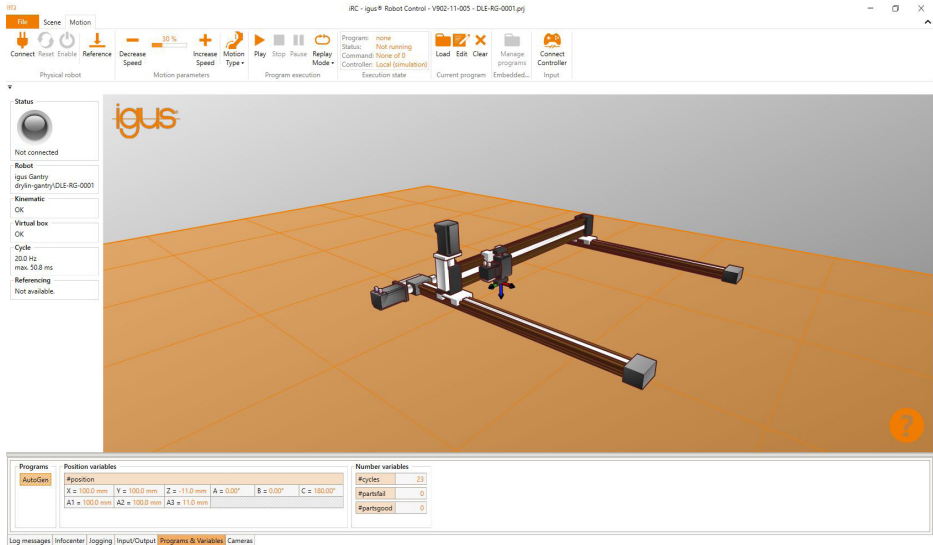 iRC - igus® Robot Control - V902-11-005 - DLE-RG-0001.prj
File Scene Motion
Connect Reset Enable Reference
Physical robot
Decrease Speed 30 % Increase Speed Motion Type
Motion parameters
Play Stop Pause Replay Mode
Program execution
Program: none
Status: Not running
Command: None of 0
Controller: Local (simulation)
Execution state
Load Edit Clear
Current program
Manage programs
Embedded...
Connect Controller
Input
Status
Not connected
Robot
igus Gantry
drylin-gantry\DLE-RG-0001
Kinematic
OK
Virtual box
OK
Cycle
20.0 Hz
max. 50.8 ms
Referencing
Not available.
igus
?
Programs
AutoGen
Position variables
#position
X = 100.0 mm Y = 100.0 mm Z = -11.0 mm A = 0.00° B = 0.00° C = 180.00°
A1 = 100.0 mm A2 = 100.0 mm A3 = 11.0 mm
Number variables
#cycles 23
#partsfail 0
#partsgood 0
Log messages Infocenter Jogging Input/Output Programs & Variables Cameras